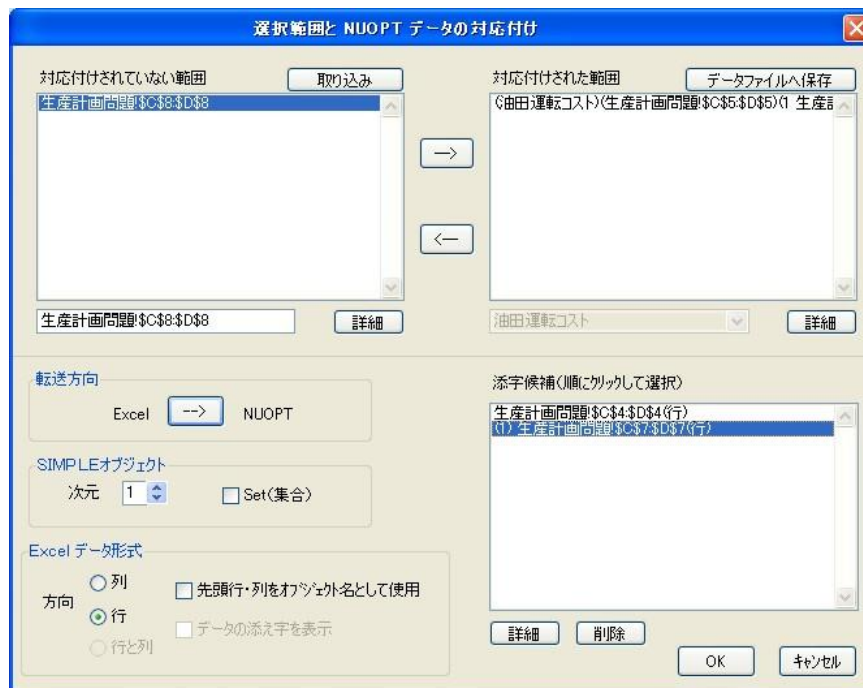 選択範囲と NUOPT データの対応付け
対応付けされていない範囲
取り込み
生産計画問題!$C$8:$D$8
-->
<--
生産計画問題!$C$8:$D$8
詳細
対応付けされた範囲
データファイルへ保存
(油田運転コスト)(生産計画問題!$C$5:$D$5)(1 生産計
油田運転コスト
詳細
転送方向
Excel --> NUOPT
SIMPLEオブジェクト
次元 1 Set(集合)
Excel データ形式
方向
列
行
行と列
先頭行・列をオブジェクト名として使用
データの添え字を表示
添字候補(順にクリックして選択)
生産計画問題!$C$4:$D$4(行)
(1) 生産計画問題!$C$7:$D$7(行)
詳細 削除
OK キャンセル